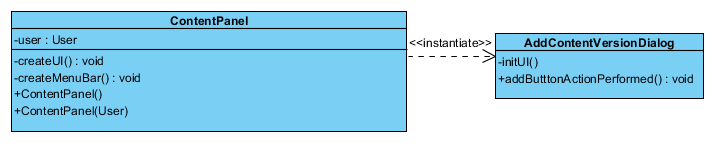 ContentPanel
-user : User
-createUI() : void
-createMenuBar() : void
+ContentPanel()
+ContentPanel(User)
<<instantiate>>
AddContentVersionDialog
-initUI()
+addButttonActionPerformed() : void